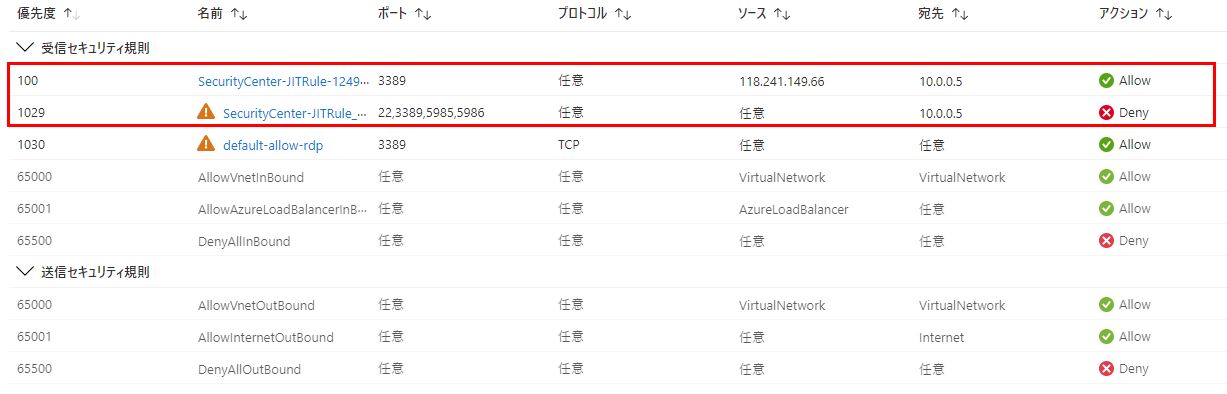 優先度 ↑↓ 名前 ↑↓ ポート ↑↓ プロトコル ↑↓ ソース ↑↓ 宛先 ↑↓ アクション ↑↓
受信セキュリティ規則
100 SecurityCenter-JITRule-1249... 3389 任意 118.241.149.66 10.0.0.5 Allow
1029 SecurityCenter-JITRule_... 22,3389,5985,5986 任意 任意 10.0.0.5 Deny
1030 default-allow-rdp 3389 TCP 任意 任意 Allow
65000 AllowVnetInBound 任意 任意 VirtualNetwork VirtualNetwork Allow
65001 AllowAzureLoadBalancerInB... 任意 任意 AzureLoadBalancer 任意 Allow
65500 DenyAllInBound 任意 任意 任意 任意 Deny
送信セキュリティ規則
65000 AllowVnetOutBound 任意 任意 VirtualNetwork VirtualNetwork Allow
65001 AllowInternetOutBound 任意 任意 任意 Internet Allow
65500 DenyAllOutBound 任意 任意 任意 任意 Deny